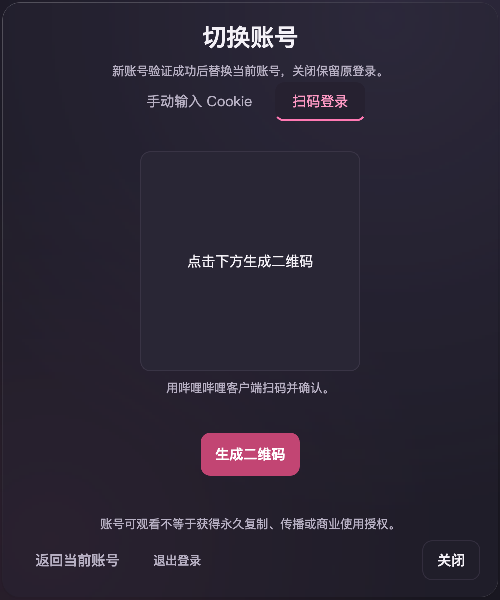 切换账号
新账号验证成功后替换当前账号，关闭保留原登录。
手动输入 Cookie 扫码登录
点击下方生成二维码
用哔哩哔哩客户端扫码并确认。
生成二维码
账号可观看不等于获得永久复制、传播或商业使用授权。
返回当前账号 退出登录 关闭